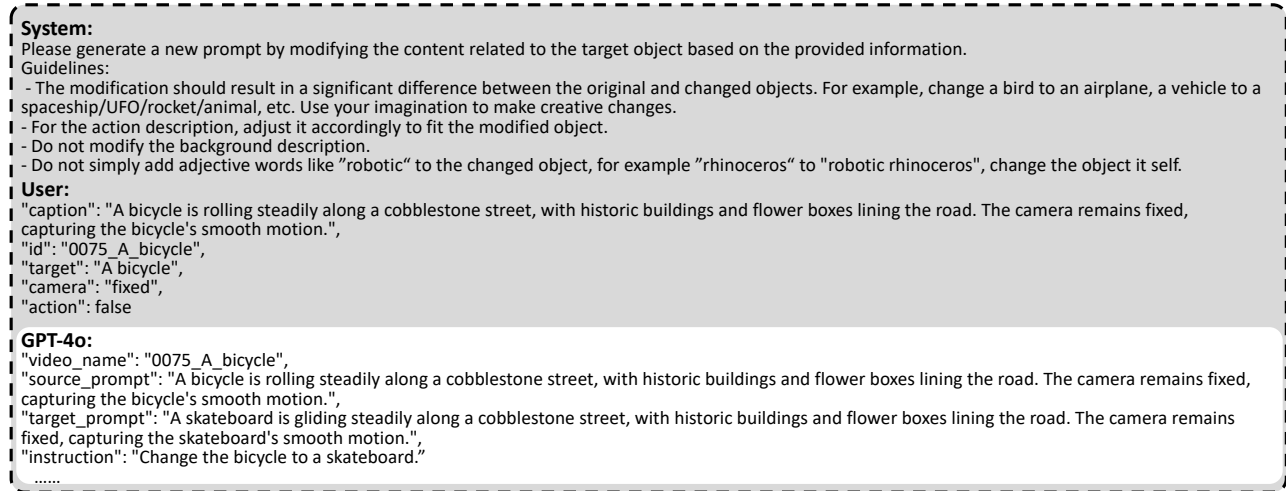 System:
Please generate a new prompt by modifying the content related to the target object based on the provided information.
Guidelines:
- The modification should result in a significant difference between the original and changed objects. For example, change a bird to an airplane, a vehicle to a
spaceship/UFO/rocket/animal, etc. Use your imagination to make creative changes.
- For the action description, adjust it accordingly to fit the modified object.
- Do not modify the background description.
- Do not simply add adjective words like ”robotic“ to the changed object, for example ”rhinoceros“ to "robotic rhinoceros", change the object it self.
User:
"caption": "A bicycle is rolling steadily along a cobblestone street, with historic buildings and flower boxes lining the road. The camera remains fixed,
capturing the bicycle's smooth motion.",
"id": "0075_A_bicycle",
"target": "A bicycle",
"camera": "fixed",
"action": false
GPT-4o:
"video_name": "0075_A_bicycle",
"source_prompt": "A bicycle is rolling steadily along a cobblestone street, with historic buildings and flower boxes lining the road. The camera remains fixed,
capturing the bicycle's smooth motion.",
"target_prompt": "A skateboard is gliding steadily along a cobblestone street, with historic buildings and flower boxes lining the road. The camera remains
fixed, capturing the skateboard's smooth motion.",
"instruction": "Change the bicycle to a skateboard.”
......